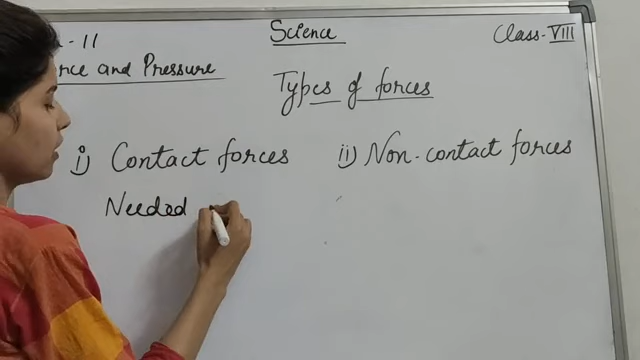 - 11
Science
Class - VIII
rce and Pressure
Types of forces
i) Contact forces
ii) Non-contact forces
Needed